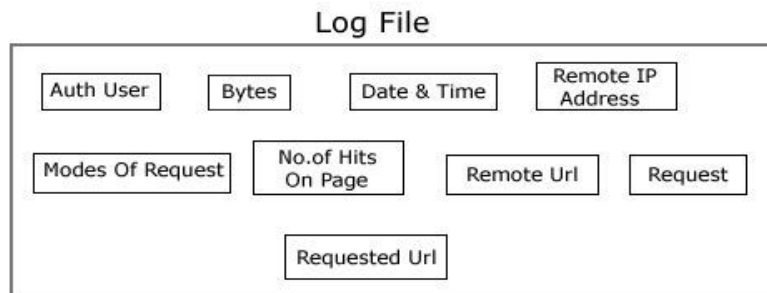 Log File
Auth User
Bytes
Date & Time
Remote IP
Address
Modes Of Request
No.of Hits
On Page
Remote Url
Request
Requested Url